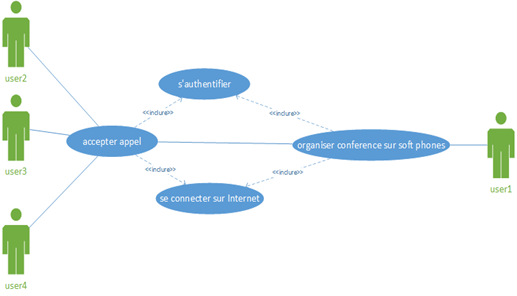 user2
s'authentifier
<<inclure>>
<<inclure>>
user3
accepter appel
organiser conference sur soft phones
user1
<<inclure>>
<<inclure>>
se connecter sur Internet
user4